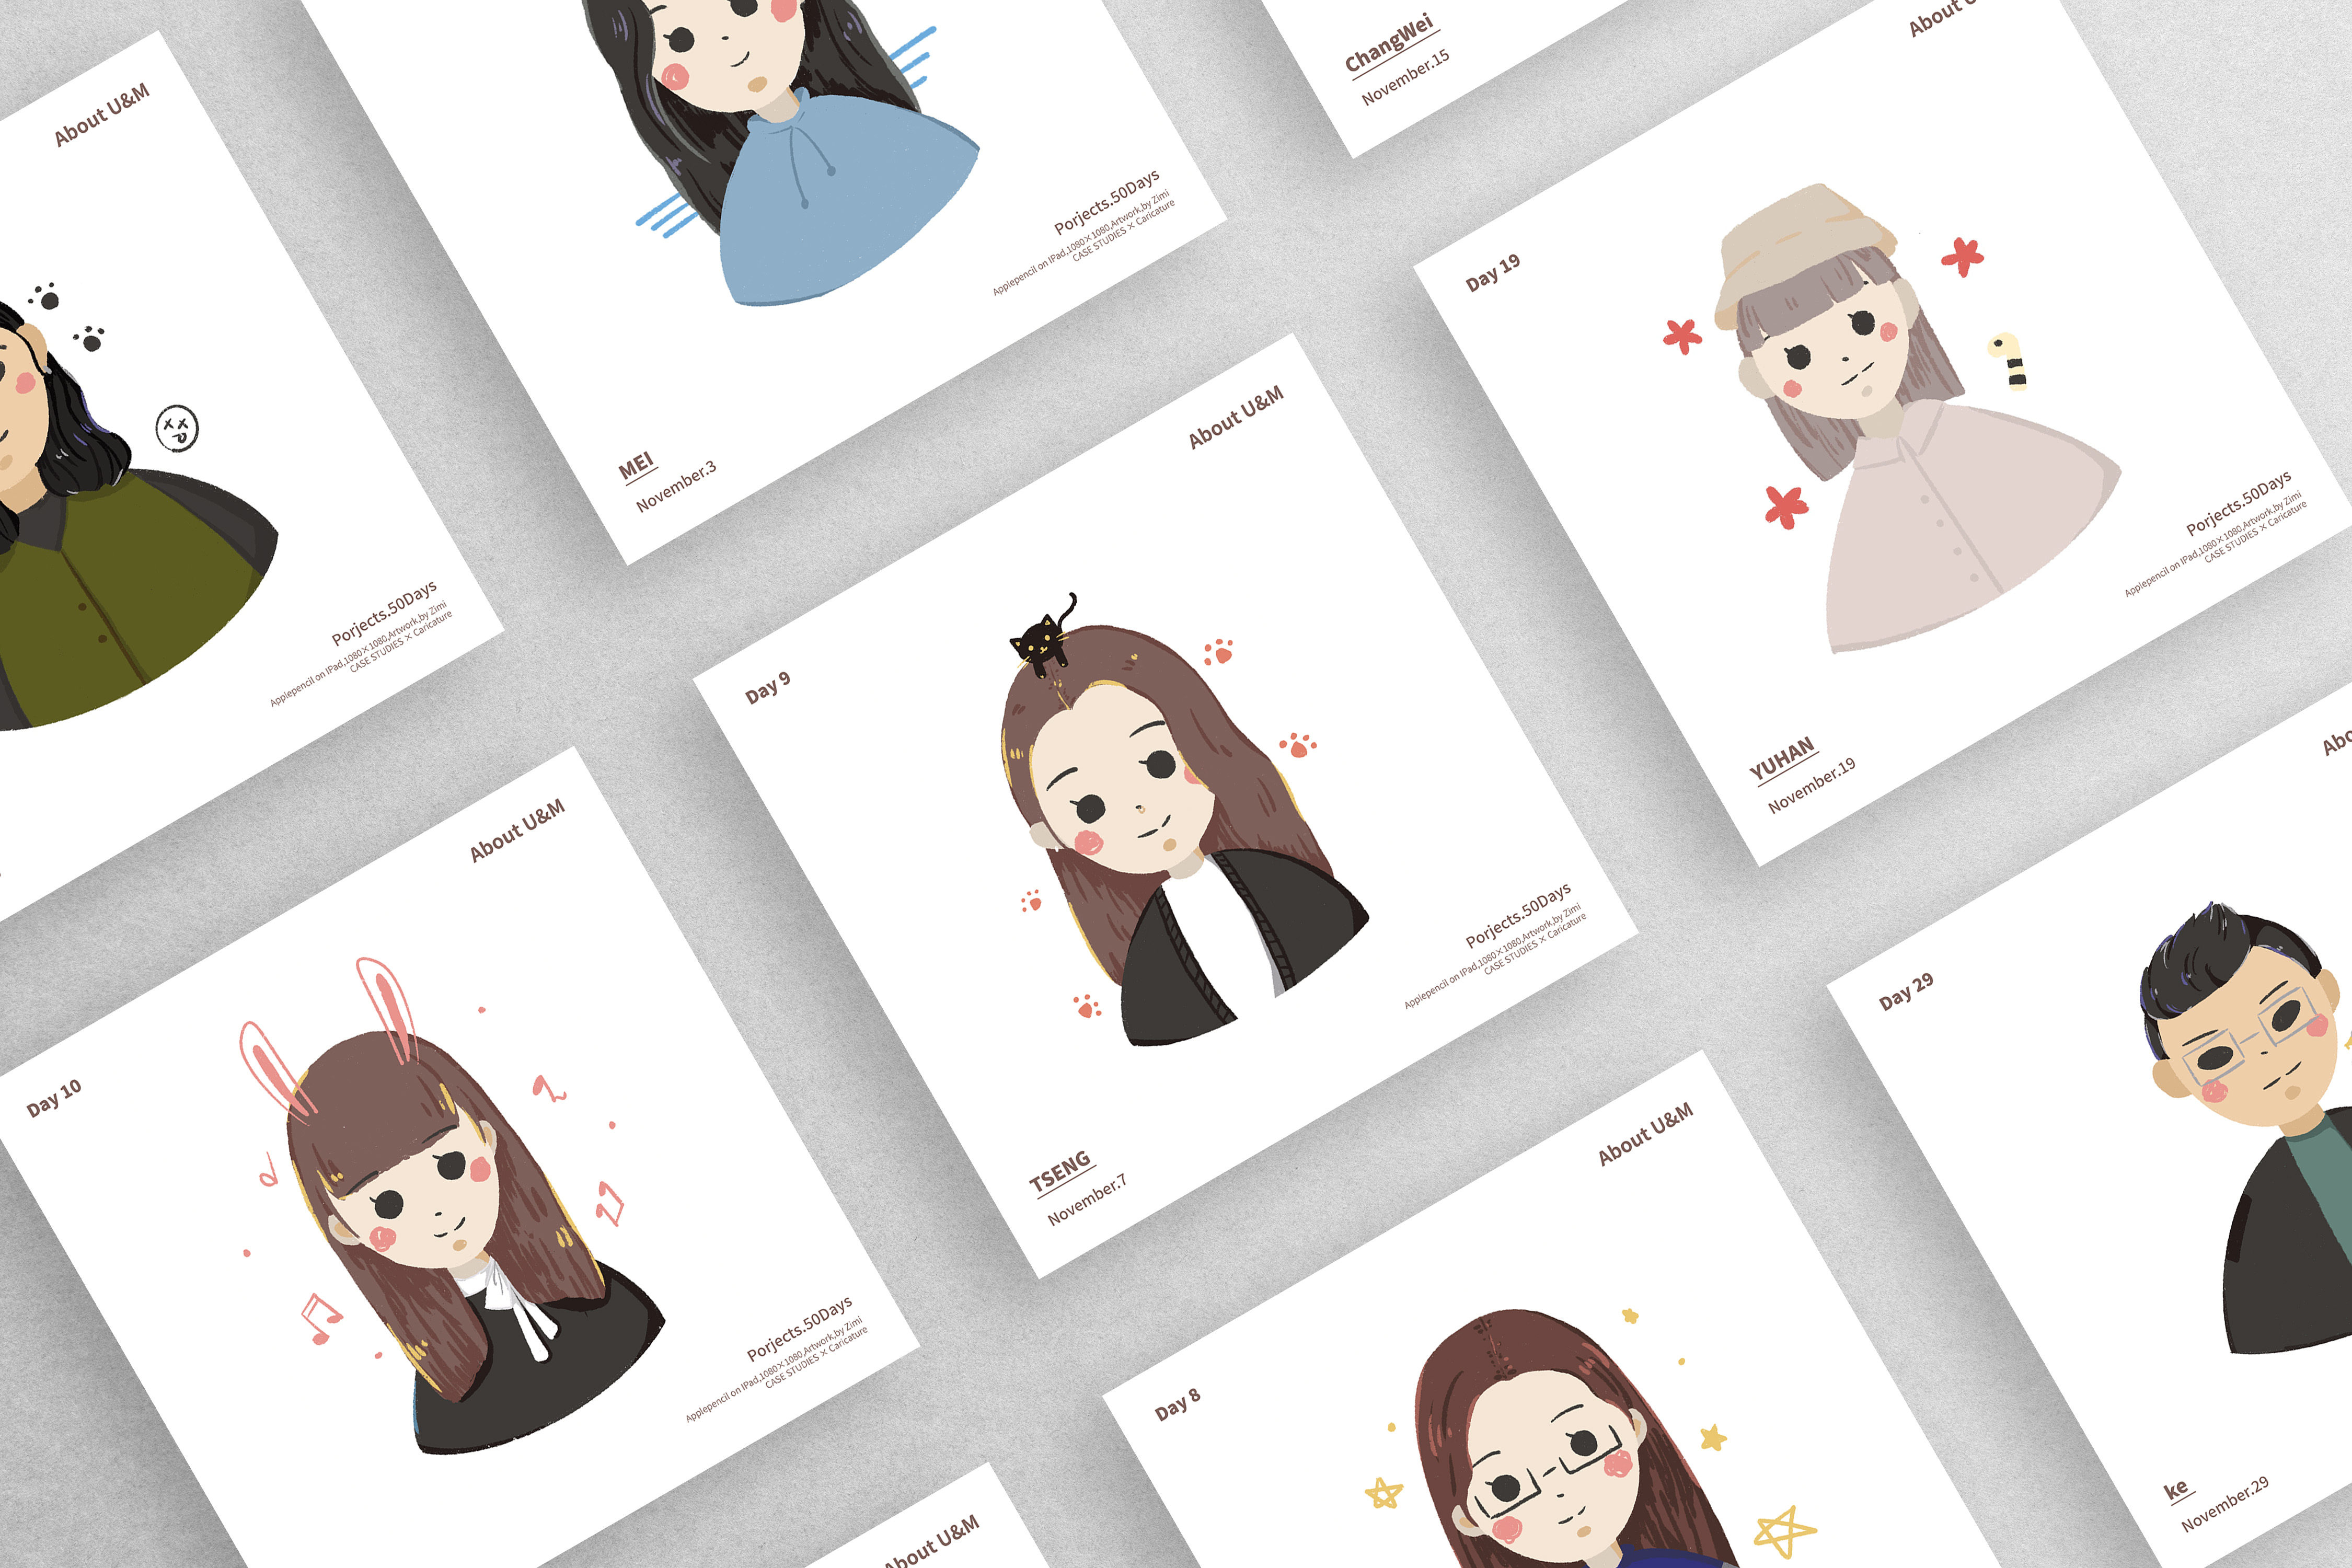 About U&M
Porjects.50Days
Applepencil on IPad,1080×1080,Artwork,by Zimi
CASE STUDIES × Caricature
Porjects.50Days
Applepencil on IPad,1080×1080,Artwork,by Zimi
CASE STUDIES × Caricature
MEI
November.3
ChangWei
November.15
About U
Day 19
Porjects.50Days
Applepencil on IPad,1080×1080,Artwork,by Zimi
CASE STUDIES × Caricature
YUHAN
November.19
About U&M
Day 9
Porjects.50Days
Applepencil on IPad,1080×1080,Artwork,by Zimi
CASE STUDIES × Caricature
TSENG
November.7
About U&M
Day 10
Porjects.50Days
Applepencil on IPad,1080×1080,Artwork,by Zimi
CASE STUDIES × Caricature
About U&M
Day 8
Day 29
ke
November.29
About U&M